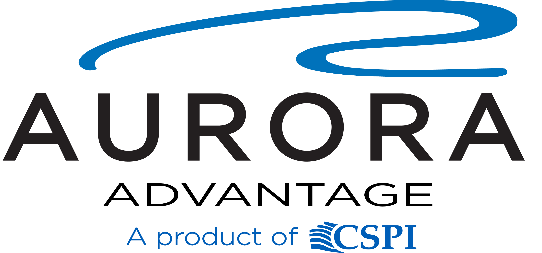 AURORA
ADVANTAGE
A product of CSPI